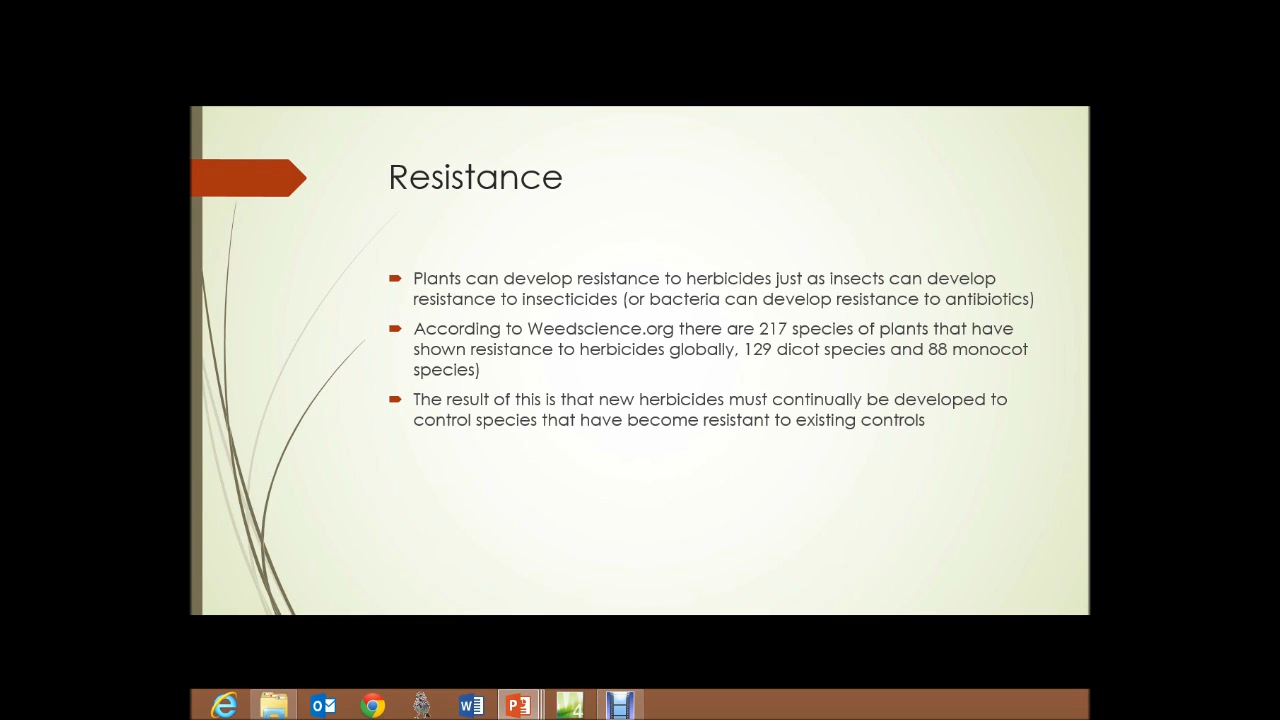 Resistance
Plants can develop resistance to herbicides just as insects can develop
resistance to insecticides (or bacteria can develop resistance to antibiotics)
According to Weedscience.org there are 217 species of plants that have
shown resistance to herbicides globally, 129 dicot species and 88 monocot
species)
The result of this is that new herbicides must continually be developed to
control species that have become resistant to existing controls